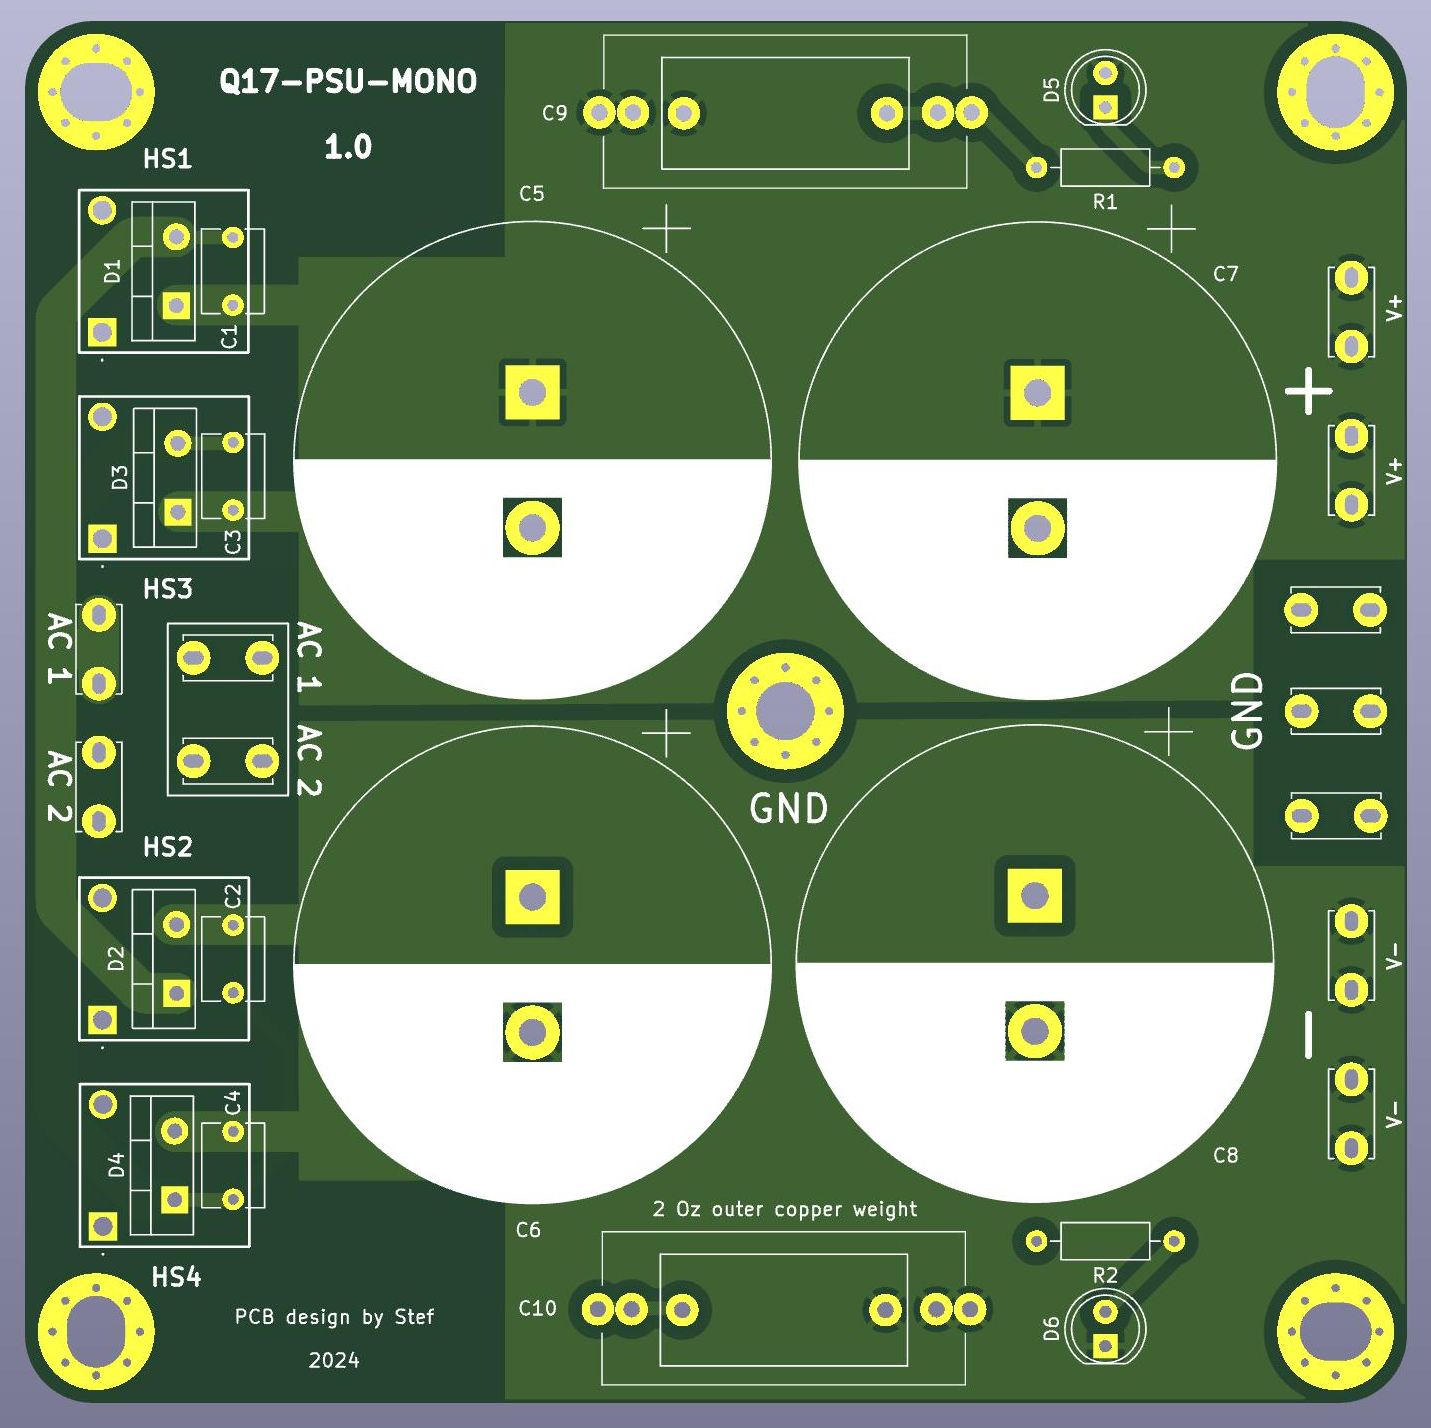 Q17-PSU-MONO
1.0
HS1
C9
D5
R1
C5
C7
D1
C1
V+
+
V+
D3
C3
HS3
AC 1
AC 1
AC 2
AC 2
GND
GND
HS2
C2
D2
V-
−
V-
C4
D4
HS4
C8
2 Oz outer copper weight
C6
R2
C10
D6
PCB design by Stef
2024